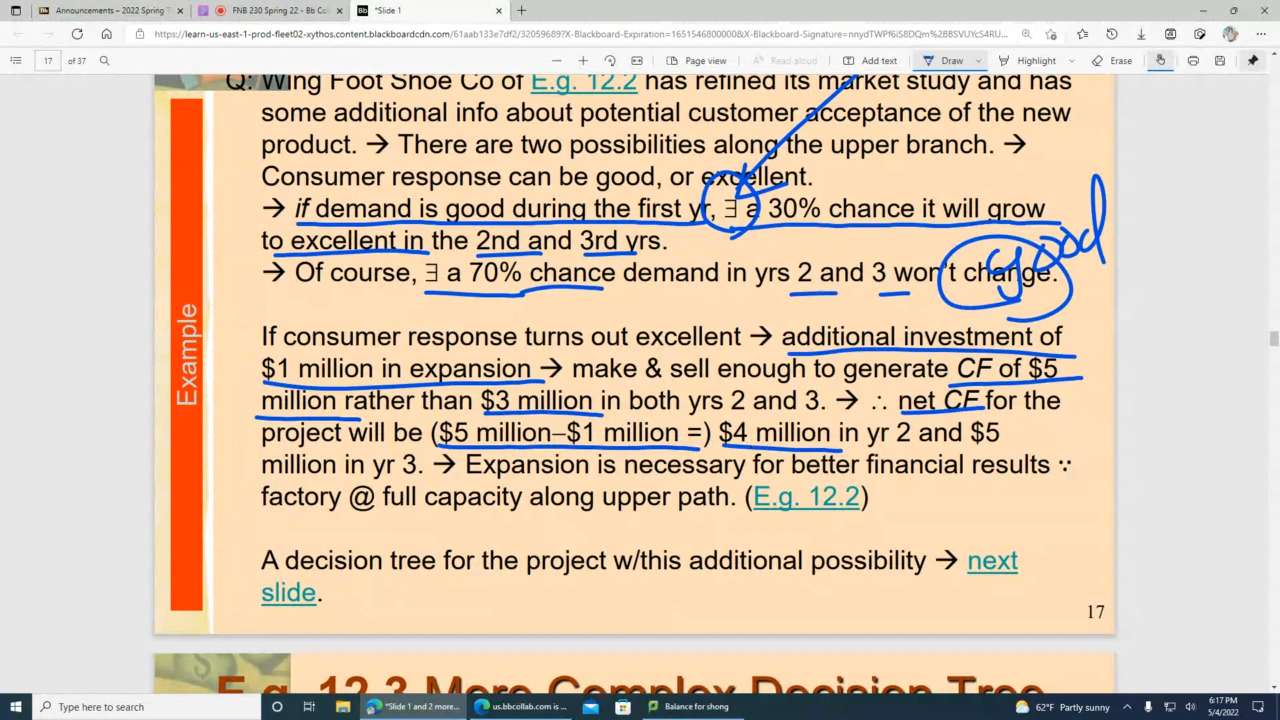 Announcements – 2022 Spring T
FNB 230 Spring 22 - Bb Col
Bb
*Slide 1
https://learn-us-east-1-prod-fleet02-xythos.content.blackboardcdn.com/61aab133e7df2/32059689?X-Blackboard-Expiration=1651546800000&X-Blackboard-Signature=nnydTWPf6iS8DQm%2BBSVUYcS4RU...
17 of 37
Page view
Read aloud
Add text
Draw
Highlight
Erase
Q: Wing Foot Shoe Co of E.g. 12.2 has refined its market study and has
some additional info about potential customer acceptance of the new
product. → There are two possibilities along the upper branch. →
Consumer response can be good, or excellent.
→ if demand is good during the first yr, ∃ a 30% chance it will grow
to excellent in the 2nd and 3rd yrs.
→ Of course, ∃ a 70% chance demand in yrs 2 and 3 won't change.
good
If consumer response turns out excellent → additional investment of
$1 million in expansion → make & sell enough to generate CF of $5
million rather than $3 million in both yrs 2 and 3. → ∴ net CF for the
project will be ($5 million–$1 million =) $4 million in yr 2 and $5
million in yr 3. → Expansion is necessary for better financial results ∵
factory @ full capacity along upper path. (E.g. 12.2)
A decision tree for the project w/this additional possibility → next
slide.
Example
17
E.g. 12.3 More Complex Decision Tree
Type here to search
*Slide 1 and 2 more...
us.bbcollab.com is ...
Balance for shong
62°F Partly sunny
6:17 PM
5/4/2022